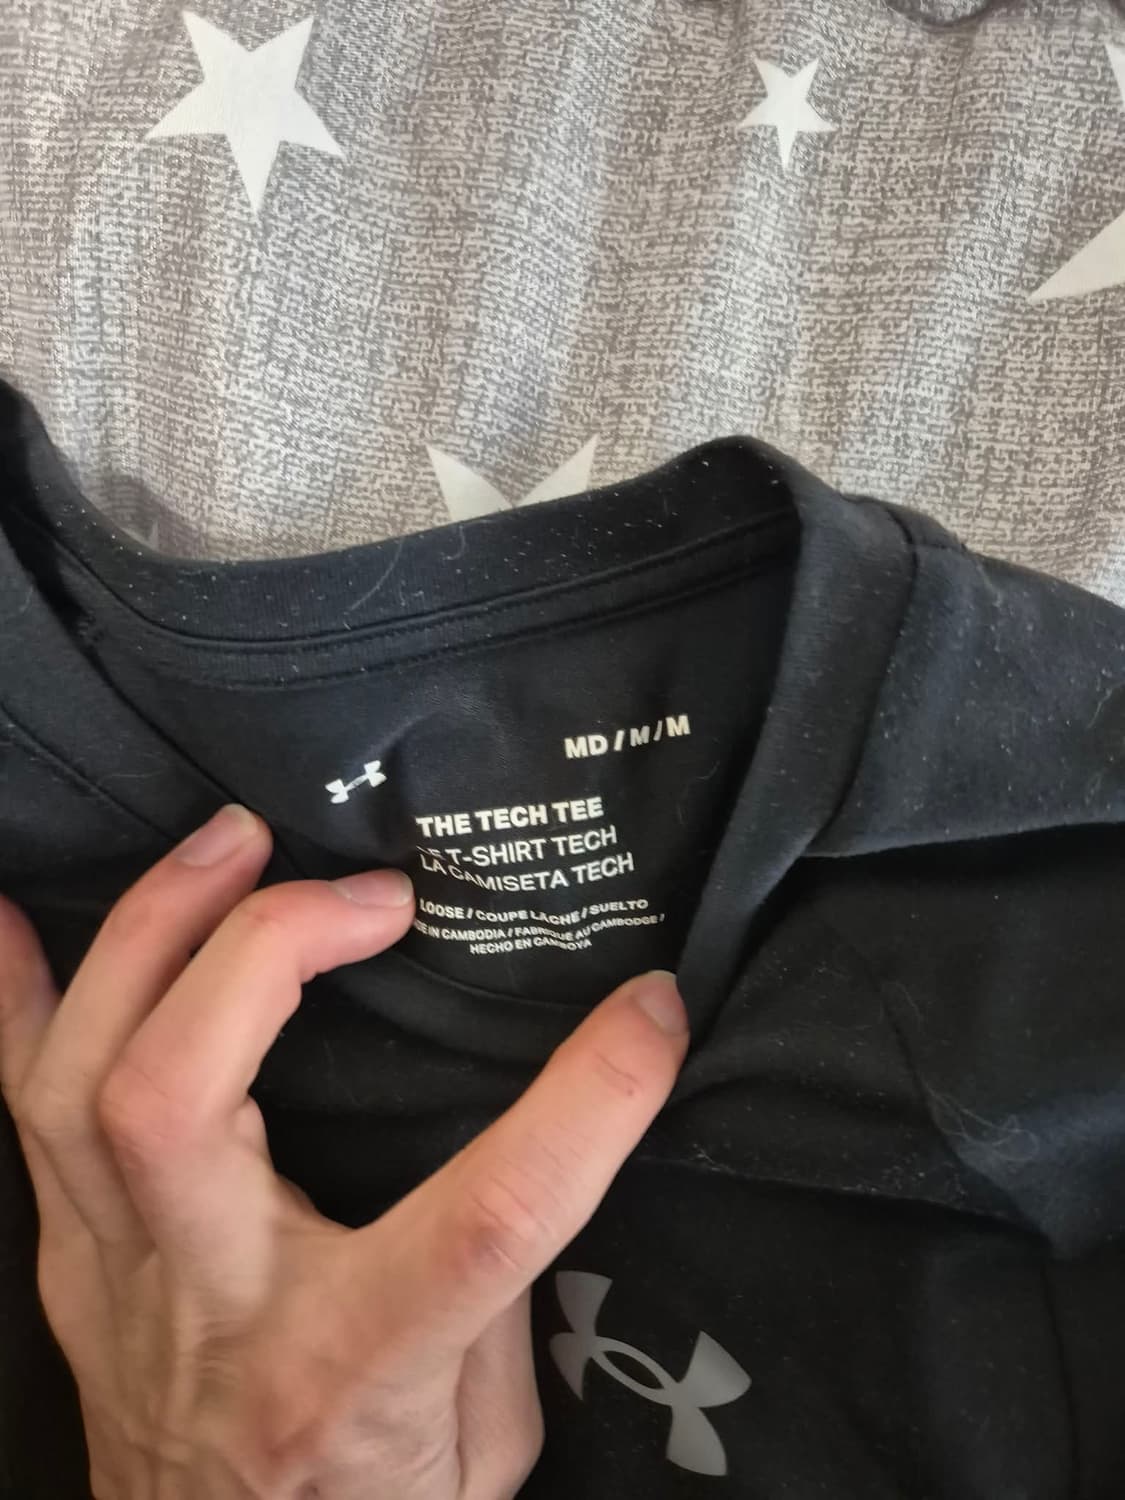 MD / M / M
THE TECH TEE
T-SHIRT TECH
LA CAMISETA TECH
LOOSE / COUPE LACHE / SUELTO
IN CAMBODIA / FABRIQUÉ AU CAMBODGE /
HECHO EN CAMBOYA